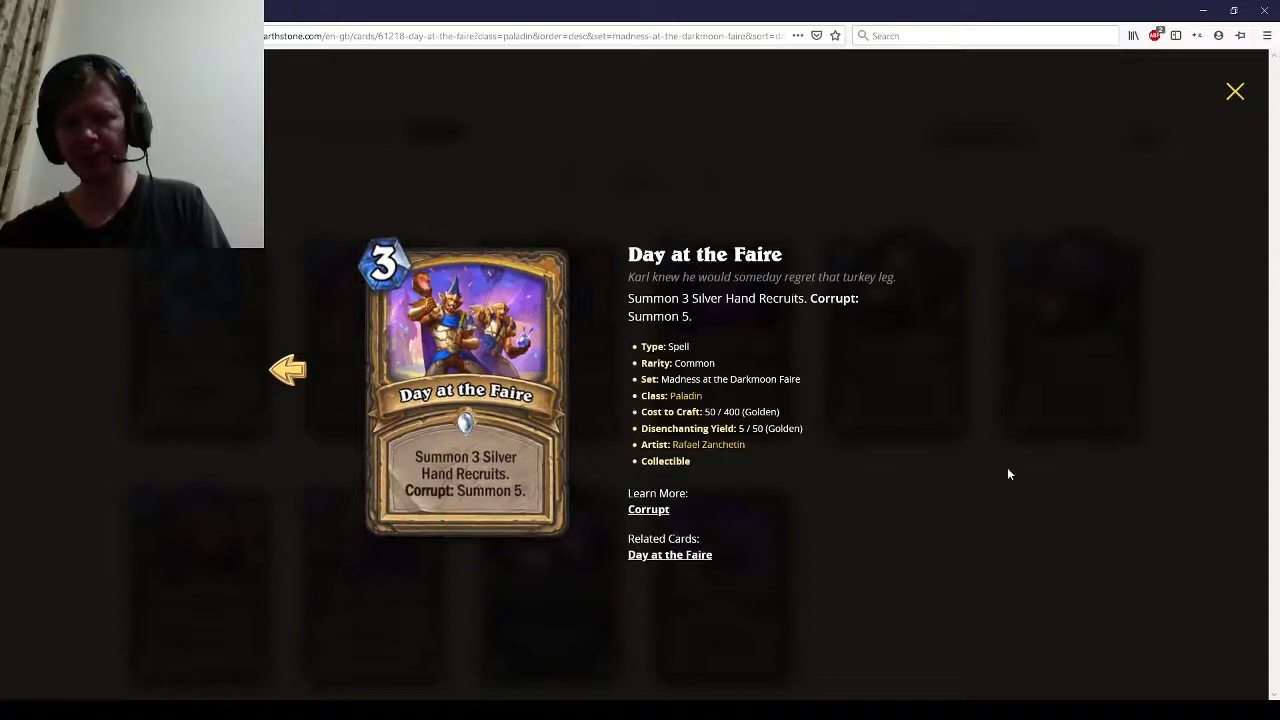 arthstone.com/en-gb/cards/61218-day-at-the-faire?class=paladin&order=desc&set=madness-at-the-darkmoon-faire&sort=d
Search
3
Day at the Faire
Summon 3 Silver
Hand Recruits.
Corrupt: Summon 5.
Day at the Faire
Karl knew he would someday regret that turkey leg.
Summon 3 Silver Hand Recruits. Corrupt:
Summon 5.
Type: Spell
Rarity: Common
Set: Madness at the Darkmoon Faire
Class: Paladin
Cost to Craft: 50 / 400 (Golden)
Disenchanting Yield: 5 / 50 (Golden)
Artist: Rafael Zanchetin
Collectible
Learn More:
Corrupt
Related Cards:
Day at the Faire